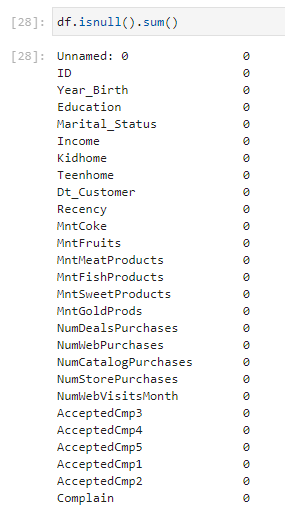 [28]: df.isnull().sum()
[28]: Unnamed: 0 0
ID 0
Year_Birth 0
Education 0
Marital_Status 0
Income 0
Kidhome 0
Teenhome 0
Dt_Customer 0
Recency 0
MntCoke 0
MntFruits 0
MntMeatProducts 0
MntFishProducts 0
MntSweetProducts 0
MntGoldProds 0
NumDealsPurchases 0
NumWebPurchases 0
NumCatalogPurchases 0
NumStorePurchases 0
NumWebVisitsMonth 0
AcceptedCmp3 0
AcceptedCmp4 0
AcceptedCmp5 0
AcceptedCmp1 0
AcceptedCmp2 0
Complain 0